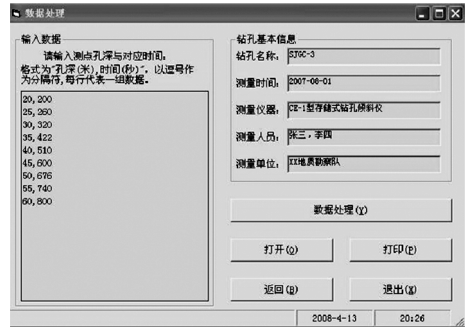 数据处理
输入数据
请输入测点孔深与对应时间。
格式为"孔深(米),时间(秒)"。以逗号作
为分隔符,每行代表一组数据。
20,200
25,260
30,320
35,422
40,510
45,600
50,676
55,740
60,800
钻孔基本信息
钻孔名称: SJGC-3
测量时间: 2007-08-01
测量仪器: CX-1型存储式钻孔倾斜仪
测量人员: 张三，李四
测量单位: XX地质勘察队
数据处理(Y)
打开(O)
打印(P)
返回(B)
退出(X)
2008-4-13
20:26